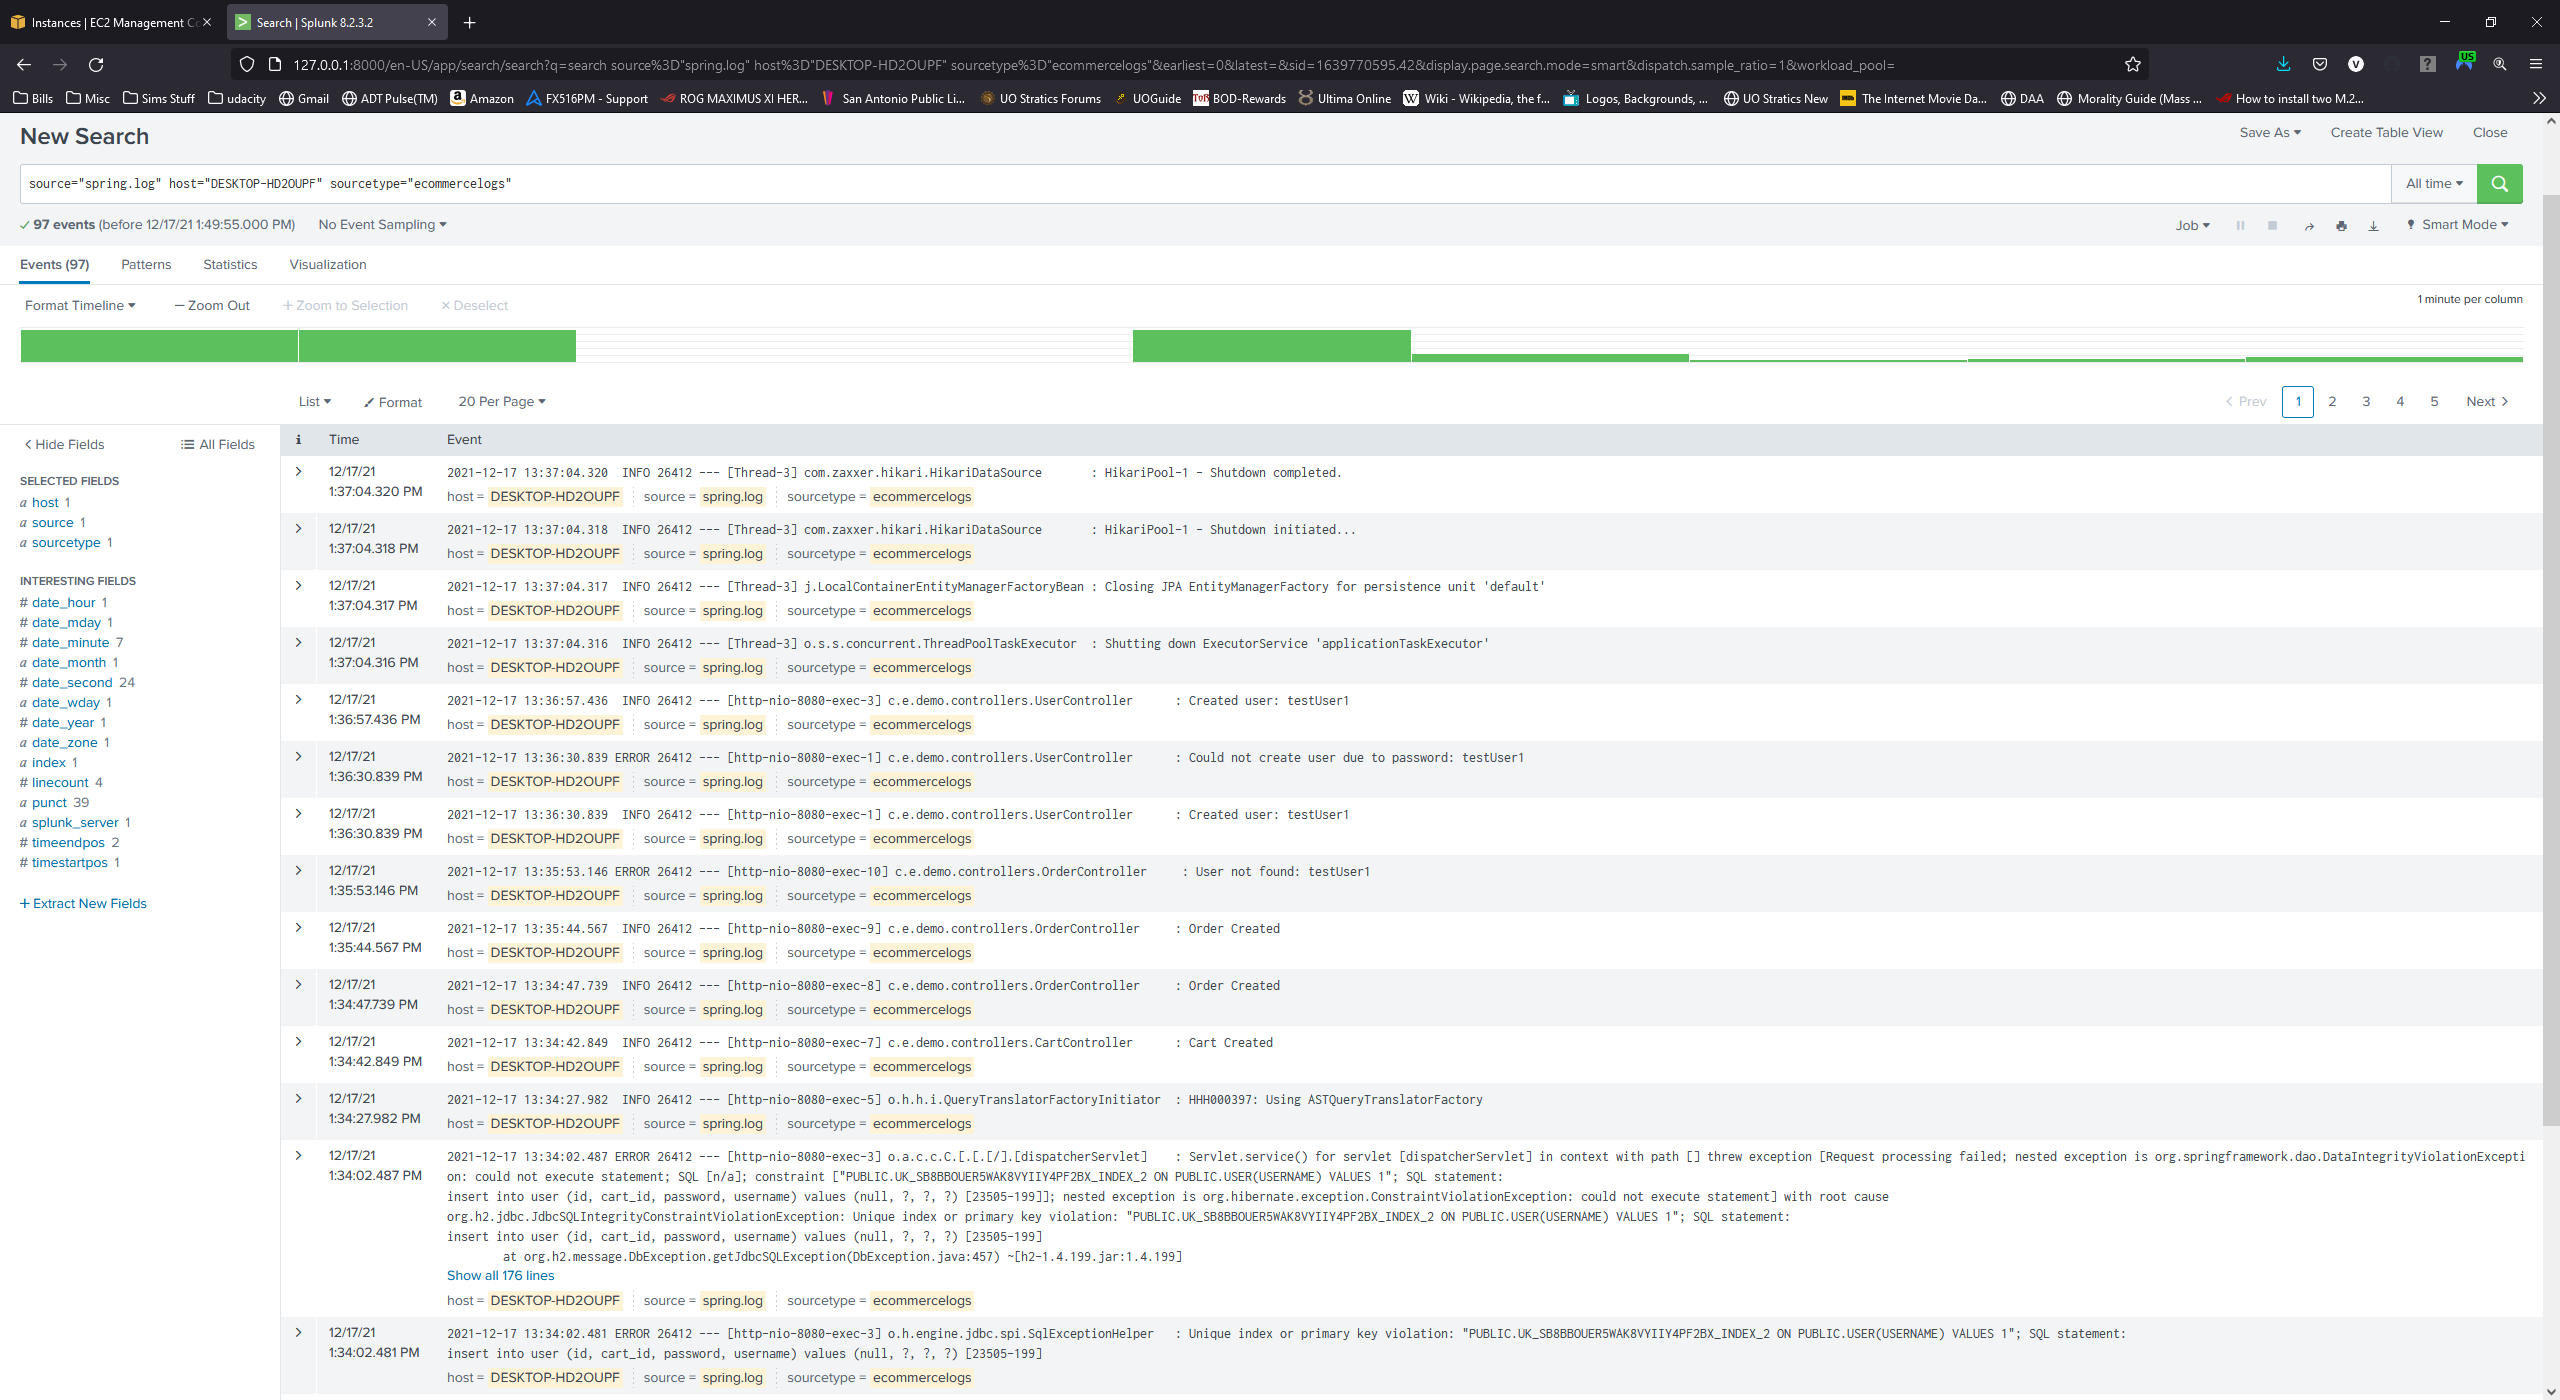 Instances | EC2 Management Co
Search | Splunk 8.2.3.2
127.0.0.1:8000/en-US/app/search/search?q=search source%3D"spring.log" host%3D"DESKTOP-HD2OUPF" sourcetype%3D"ecommercelogs"&earliest=0&latest=&sid=1639770595.42&display.page.search.mode=smart&dispatch.sample_ratio=1&workload_pool=
US
Bills Misc Sims Stuff udacity Gmail ADT Pulse(TM) Amazon FX516PM - Support ROG MAXIMUS XI HER... San Antonio Public Li... UO Stratics Forums UOGuide BOD-Rewards Ultima Online Wiki - Wikipedia, the f... Logos, Backgrounds, ... UO Stratics New The Internet Movie Da... DAA Morality Guide (Mass ... How to install two M.2...
New Search
Save As Create Table View Close
source="spring.log" host="DESKTOP-HD2OUPF" sourcetype="ecommercelogs"
All time
97 events (before 12/17/21 1:49:55.000 PM) No Event Sampling
Job Smart Mode
Events (97) Patterns Statistics Visualization
Format Timeline — Zoom Out + Zoom to Selection × Deselect
1 minute per column
List Format 20 Per Page
< Prev 1 2 3 4 5 Next >
< Hide Fields All Fields
SELECTED FIELDS
a host 1
a source 1
a sourcetype 1
INTERESTING FIELDS
# date_hour 1
# date_mday 1
# date_minute 7
a date_month 1
# date_second 24
a date_wday 1
# date_year 1
a date_zone 1
a index 1
# linecount 4
a punct 39
a splunk_server 1
# timeendpos 2
# timestartpos 1
+ Extract New Fields
i Time Event
12/17/21
1:37:04.320 PM
2021-12-17 13:37:04.320  INFO 26412 --- [Thread-3] com.zaxxer.hikari.HikariDataSource       : HikariPool-1 - Shutdown completed.
host = DESKTOP-HD2OUPF source = spring.log sourcetype = ecommercelogs
12/17/21
1:37:04.318 PM
2021-12-17 13:37:04.318  INFO 26412 --- [Thread-3] com.zaxxer.hikari.HikariDataSource       : HikariPool-1 - Shutdown initiated...
host = DESKTOP-HD2OUPF source = spring.log sourcetype = ecommercelogs
12/17/21
1:37:04.317 PM
2021-12-17 13:37:04.317  INFO 26412 --- [Thread-3] j.LocalContainerEntityManagerFactoryBean : Closing JPA EntityManagerFactory for persistence unit 'default'
host = DESKTOP-HD2OUPF source = spring.log sourcetype = ecommercelogs
12/17/21
1:37:04.316 PM
2021-12-17 13:37:04.316  INFO 26412 --- [Thread-3] o.s.s.concurrent.ThreadPoolTaskExecutor  : Shutting down ExecutorService 'applicationTaskExecutor'
host = DESKTOP-HD2OUPF source = spring.log sourcetype = ecommercelogs
12/17/21
1:36:57.436 PM
2021-12-17 13:36:57.436  INFO 26412 --- [http-nio-8080-exec-3] c.e.demo.controllers.UserController      : Created user: testUser1
host = DESKTOP-HD2OUPF source = spring.log sourcetype = ecommercelogs
12/17/21
1:36:30.839 PM
2021-12-17 13:36:30.839 ERROR 26412 --- [http-nio-8080-exec-1] c.e.demo.controllers.UserController      : Could not create user due to password: testUser1
host = DESKTOP-HD2OUPF source = spring.log sourcetype = ecommercelogs
12/17/21
1:36:30.839 PM
2021-12-17 13:36:30.839  INFO 26412 --- [http-nio-8080-exec-1] c.e.demo.controllers.UserController      : Created user: testUser1
host = DESKTOP-HD2OUPF source = spring.log sourcetype = ecommercelogs
12/17/21
1:35:53.146 PM
2021-12-17 13:35:53.146 ERROR 26412 --- [http-nio-8080-exec-10] c.e.demo.controllers.OrderController     : User not found: testUser1
host = DESKTOP-HD2OUPF source = spring.log sourcetype = ecommercelogs
12/17/21
1:35:44.567 PM
2021-12-17 13:35:44.567  INFO 26412 --- [http-nio-8080-exec-9] c.e.demo.controllers.OrderController     : Order Created
host = DESKTOP-HD2OUPF source = spring.log sourcetype = ecommercelogs
12/17/21
1:34:47.739 PM
2021-12-17 13:34:47.739  INFO 26412 --- [http-nio-8080-exec-8] c.e.demo.controllers.OrderController     : Order Created
host = DESKTOP-HD2OUPF source = spring.log sourcetype = ecommercelogs
12/17/21
1:34:42.849 PM
2021-12-17 13:34:42.849  INFO 26412 --- [http-nio-8080-exec-7] c.e.demo.controllers.CartController      : Cart Created
host = DESKTOP-HD2OUPF source = spring.log sourcetype = ecommercelogs
12/17/21
1:34:27.982 PM
2021-12-17 13:34:27.982  INFO 26412 --- [http-nio-8080-exec-5] o.h.h.i.QueryTranslatorFactoryInitiator  : HHH000397: Using ASTQueryTranslatorFactory
host = DESKTOP-HD2OUPF source = spring.log sourcetype = ecommercelogs
12/17/21
1:34:02.487 PM
2021-12-17 13:34:02.487 ERROR 26412 --- [http-nio-8080-exec-3] o.a.c.c.C.[.[.[/].[dispatcherServlet]    : Servlet.service() for servlet [dispatcherServlet] in context with path [] threw exception [Request processing failed; nested exception is org.springframework.dao.DataIntegrityViolationExcepti
on: could not execute statement; SQL [n/a]; constraint ["PUBLIC.UK_SB8BBOUER5WAK8VYIIY4PF2BX_INDEX_2 ON PUBLIC.USER(USERNAME) VALUES 1"; SQL statement:
insert into user (id, cart_id, password, username) values (null, ?, ?, ?) [23505-199]]; nested exception is org.hibernate.exception.ConstraintViolationException: could not execute statement] with root cause
org.h2.jdbc.JdbcSQLIntegrityConstraintViolationException: Unique index or primary key violation: "PUBLIC.UK_SB8BBOUER5WAK8VYIIY4PF2BX_INDEX_2 ON PUBLIC.USER(USERNAME) VALUES 1"; SQL statement:
insert into user (id, cart_id, password, username) values (null, ?, ?, ?) [23505-199]
at org.h2.message.DbException.getJdbcSQLException(DbException.java:457) ~[h2-1.4.199.jar:1.4.199]
Show all 176 lines
host = DESKTOP-HD2OUPF source = spring.log sourcetype = ecommercelogs
12/17/21
1:34:02.481 PM
2021-12-17 13:34:02.481 ERROR 26412 --- [http-nio-8080-exec-3] o.h.engine.jdbc.spi.SqlExceptionHelper   : Unique index or primary key violation: "PUBLIC.UK_SB8BBOUER5WAK8VYIIY4PF2BX_INDEX_2 ON PUBLIC.USER(USERNAME) VALUES 1"; SQL statement:
insert into user (id, cart_id, password, username) values (null, ?, ?, ?) [23505-199]
host = DESKTOP-HD2OUPF source = spring.log sourcetype = ecommercelogs